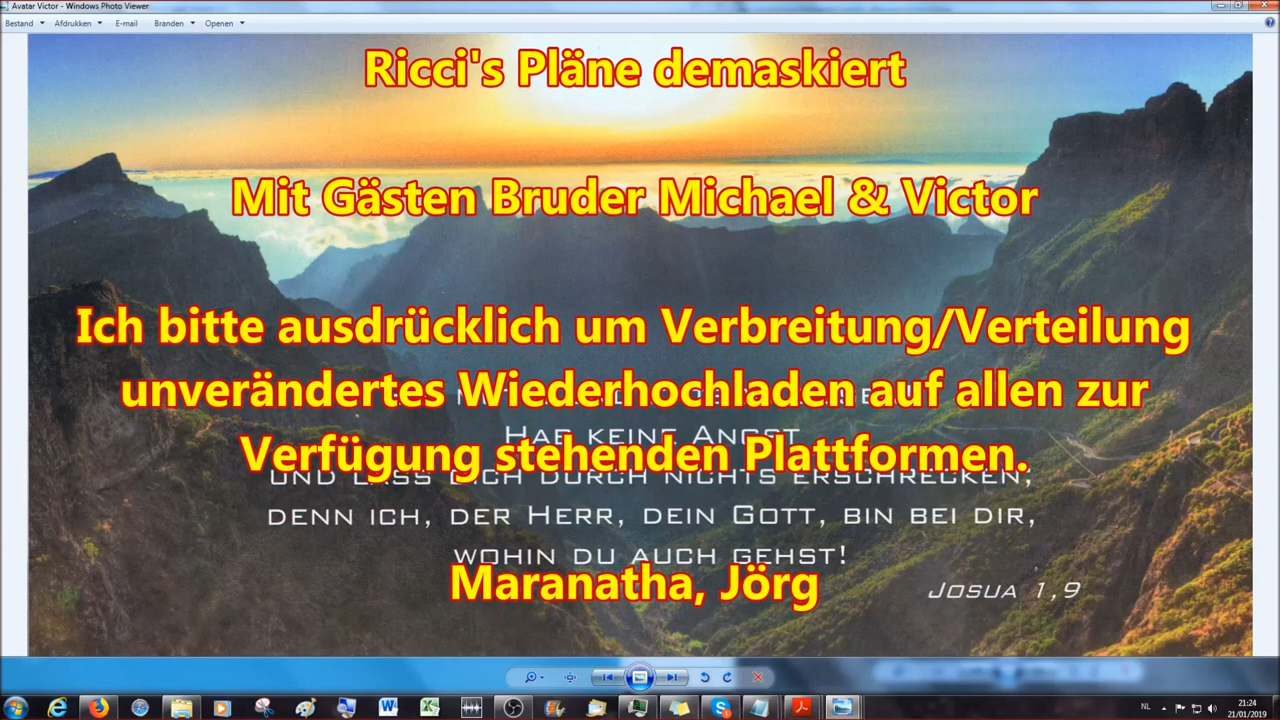 Avatar Victor - Windows Photo Viewer
Bestand Afdrukken E-mail Branden Openen
Ricci's Pläne demaskiert
Mit Gästen Bruder Michael & Victor
Ich bitte ausdrücklich um Verbreitung/Verteilung
unverändertes Wiederhochladen auf allen zur
Hab keine Angst
Verfügung stehenden Plattformen.
und lass dich durch nichts erschrecken,
denn ich, der Herr, dein Gott, bin bei dir,
wohin du auch gehst!
Maranatha, Jörg
Josua 1,9
NL
21:24
21/01/2019